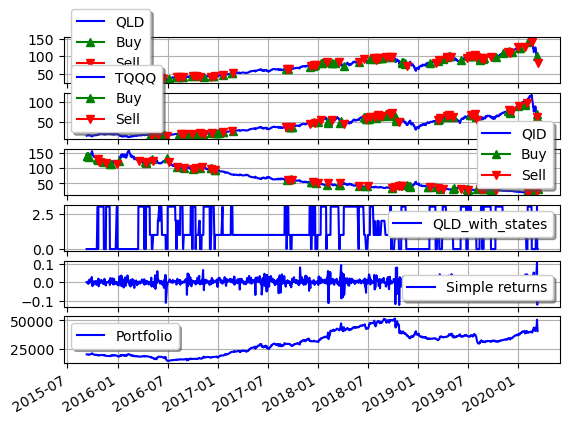 QLD
Buy
Sell
150
100
50
TQQQ
Buy
Sell
100
50
QID
Buy
Sell
150
100
50
QLD_with_states
2.5
0.0
Simple returns
0.1
0.0
−0.1
Portfolio
50000
25000
2015-07
2016-01
2016-07
2017-01
2017-07
2018-01
2018-07
2019-01
2019-07
2020-01